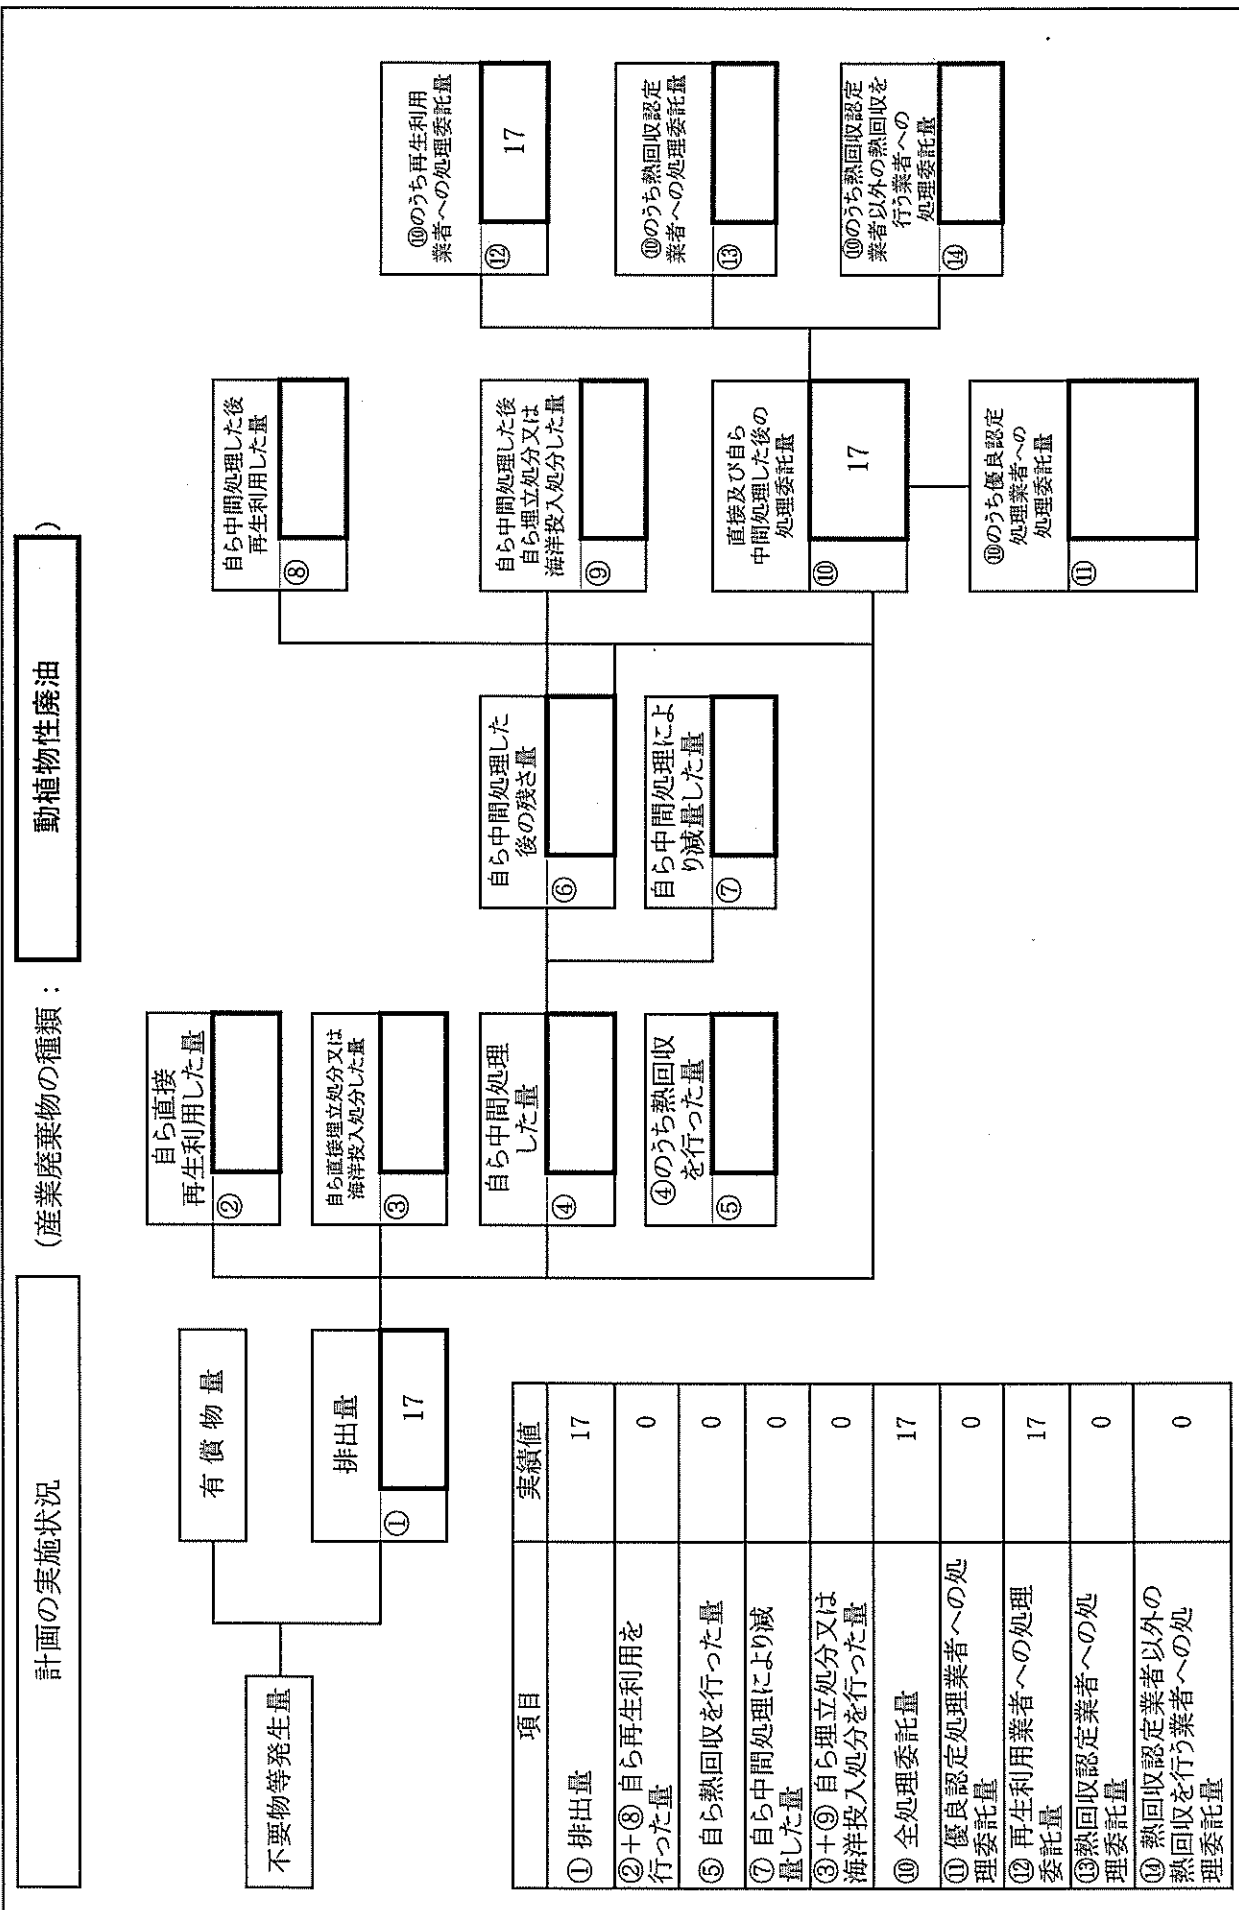 計画の実施状況
（産業廃棄物の種類：
動植物性廃油
）
不要物等発生量
有 償 物 量
排出量
①
17
自ら直接
再生利用した量
②
自ら直接埋立処分又は
海洋投入処分した量
③
自ら中間処理
した量
④
④のうち熱回収
を行った量
⑤
自ら中間処理した
後の残さ量
⑥
自ら中間処理によ
り減量した量
⑦
自ら中間処理した後
再生利用した量
⑧
自ら中間処理した後
自ら埋立処分又は
海洋投入処分した量
⑨
直接及び自ら
中間処理した後の
処理委託量
⑩
17
⑩のうち優良認定
処理業者への
処理委託量
⑪
⑩のうち再生利用
業者への処理委託量
⑫
17
⑩のうち熱回収認定
業者への処理委託量
⑬
⑩のうち熱回収認定
業者以外の熱回収を
行う業者への
処理委託量
⑭
項目 実績値
① 排出量 17
②＋⑧ 自ら再生利用を
行った量 0
⑤ 自ら熱回収を行った量 0
⑦ 自ら中間処理により減
量した量 0
③＋⑨ 自ら埋立処分又は
海洋投入処分を行った量 0
⑩ 全処理委託量 17
⑪ 優良認定処理業者への処
理委託量 0
⑫ 再生利用業者への処理
委託量 17
⑬熱回収認定業者への処
理委託量 0
⑭ 熱回収認定業者以外の
熱回収を行う業者への処
理委託量 0